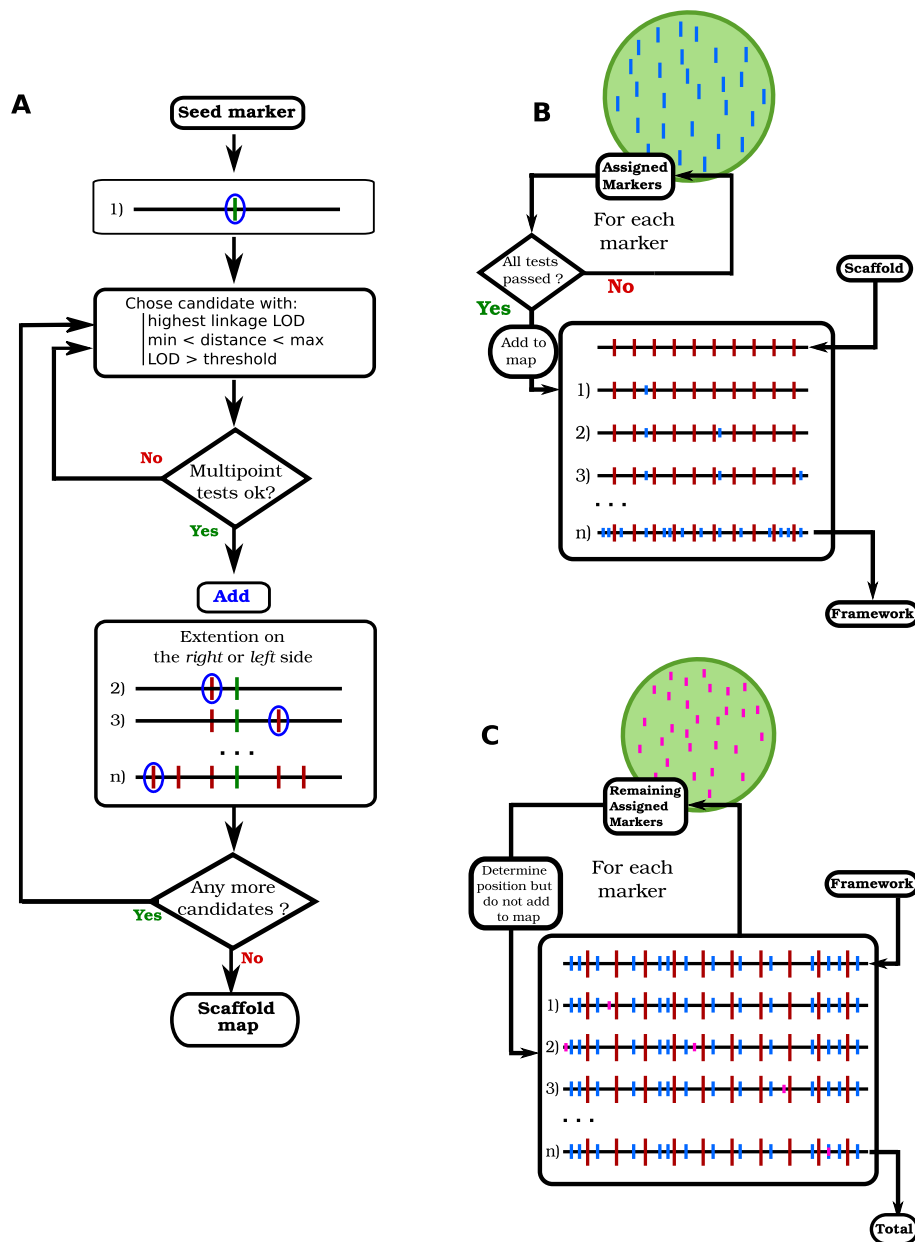 A
Seed marker
1)
Chose candidate with:
highest linkage LOD
min < distance < max
LOD > threshold
No
Multipoint
tests ok?
Yes
Add
Extention on
the right or left side
2)
3)
. . .
n)
Any more
candidates ?
Yes
No
Scaffold
map
B
Assigned
Markers
For each
marker
All tests
passed ?
No
Yes
Scaffold
Add to
map
1)
2)
3)
. . .
n)
Framework
C
Remaining
Assigned
Markers
For each
marker
Determine
position but
do not add
to map
Framework
1)
2)
3)
. . .
n)
Total